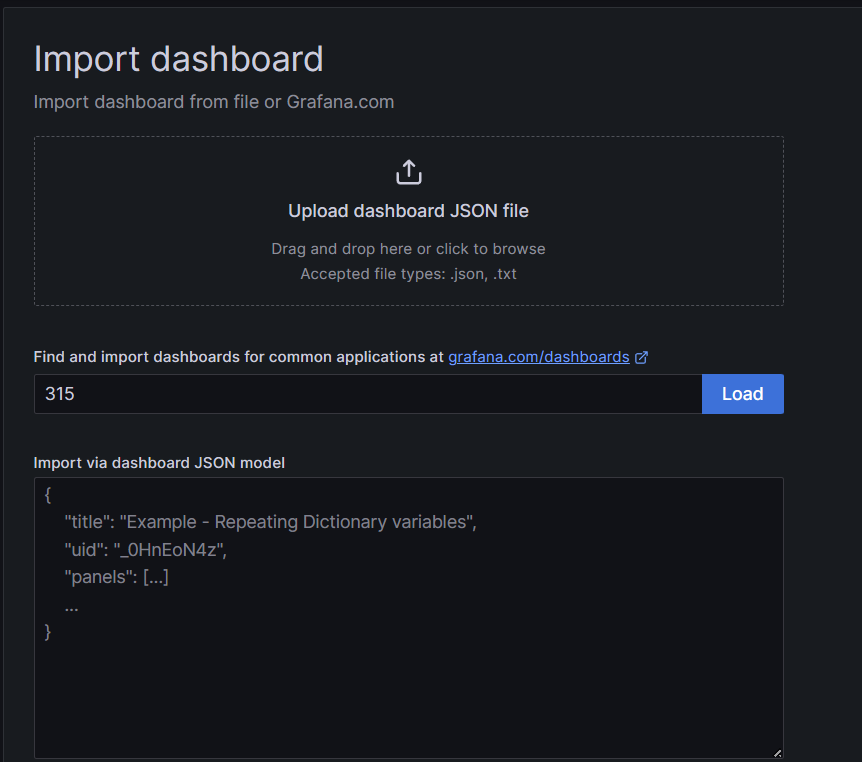 Import dashboard
Import dashboard from file or Grafana.com
Upload dashboard JSON file
Drag and drop here or click to browse
Accepted file types: .json, .txt
Find and import dashboards for common applications at grafana.com/dashboards
315
Load
Import via dashboard JSON model
{
"title": "Example - Repeating Dictionary variables",
"uid": "_0HnEoN4z",
"panels": [...]
...
}